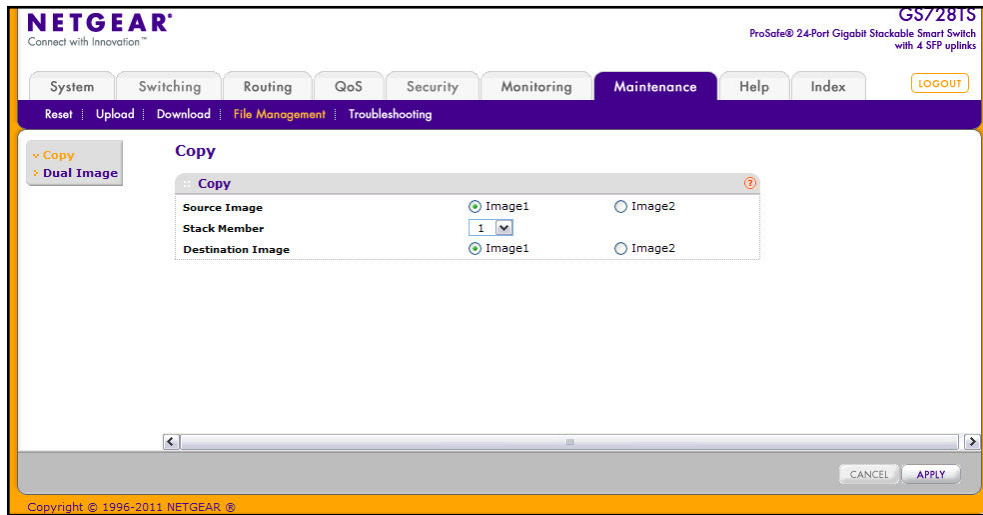 NETGEAR®
Connect with Innovation™
GS728TS
ProSafe® 24-Port Gigabit Stackable Smart Switch
with 4 SFP uplinks
System Switching Routing QoS Security Monitoring Maintenance Help Index LOGOUT
Reset Upload Download File Management Troubleshooting
Copy
Dual Image
Copy
Copy ?
Source Image Image1 Image2
Stack Member 1
Destination Image Image1 Image2
CANCEL APPLY
Copyright © 1996-2011 NETGEAR ®